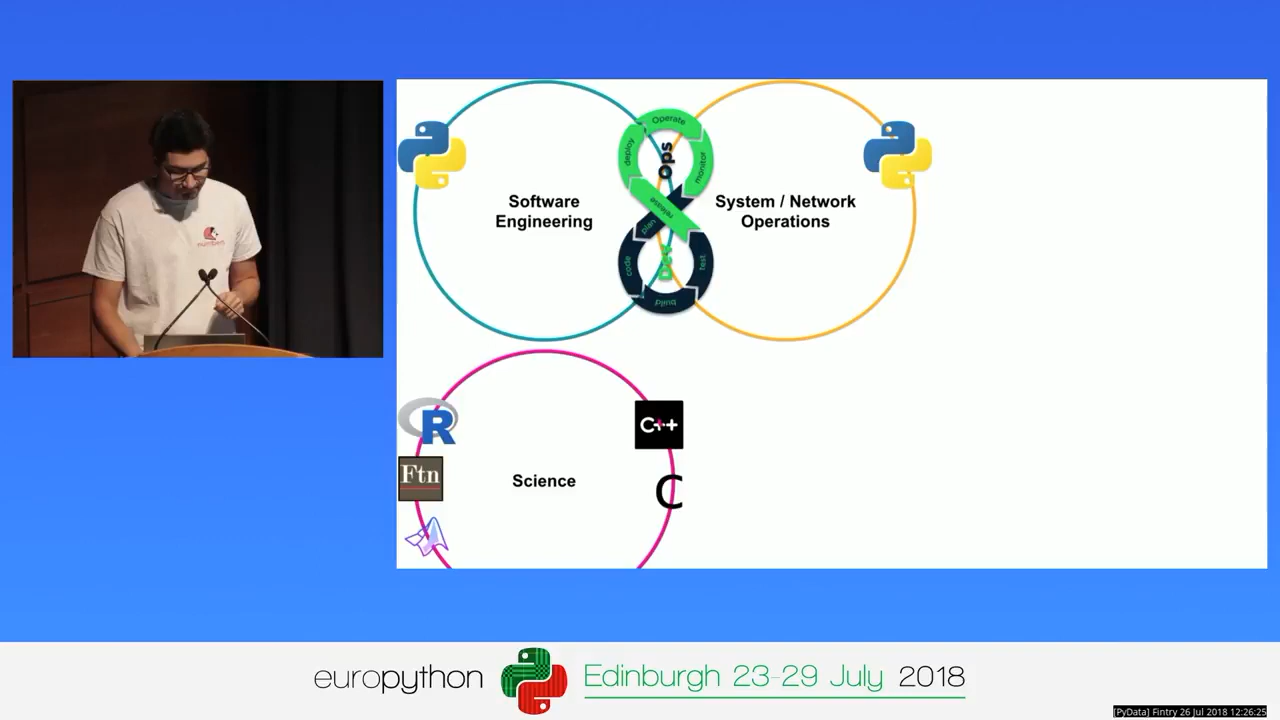 Operate
deploy
Ops
monitor
Software
Engineering
System / Network
Operations
release
plan
Dev
code
test
build
R
C++
Ftn
Science
C
europython
Edinburgh 23-29 July 2018
[PyData] Fintry 26 Jul 2018 12:26:25